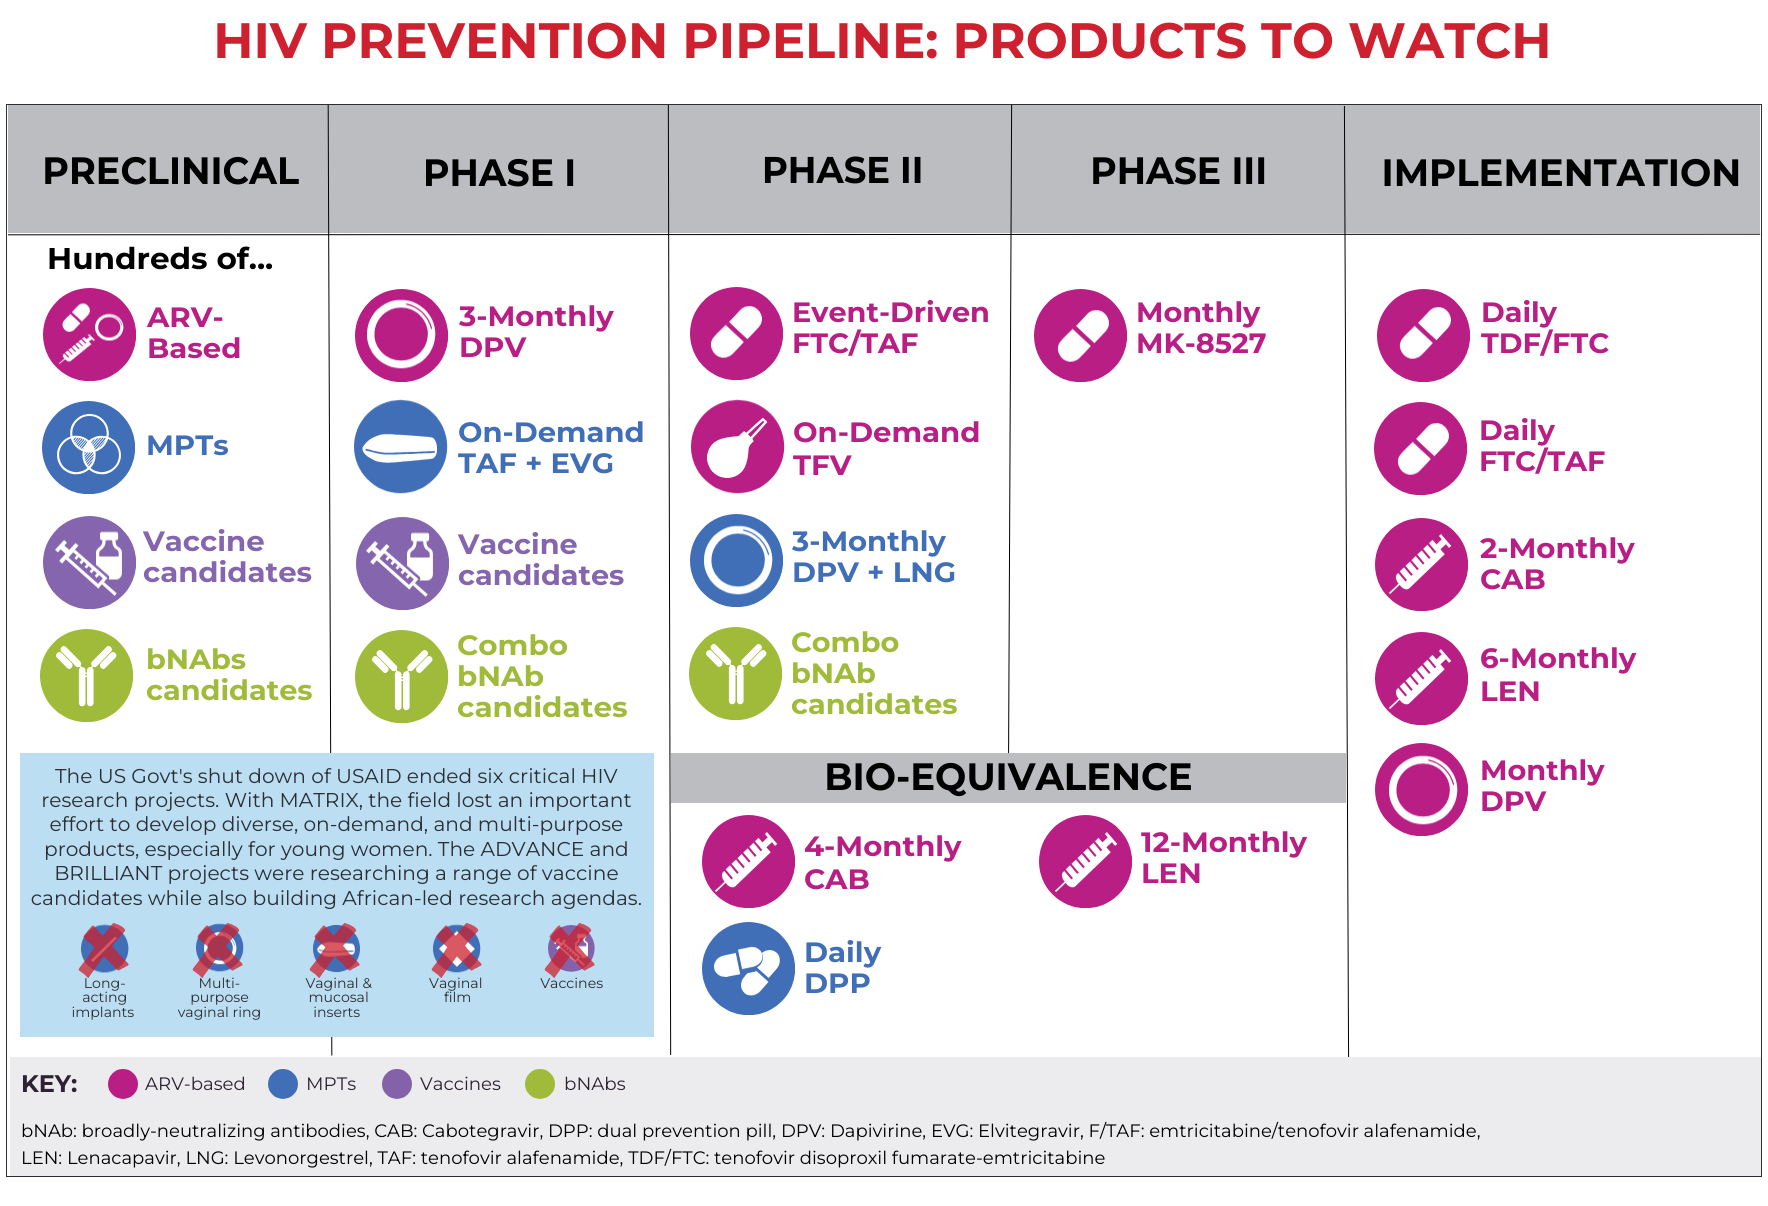 HIV PREVENTION PIPELINE: PRODUCTS TO WATCH
PRECLINICAL
PHASE I
PHASE II
PHASE III
IMPLEMENTATION
Hundreds of...
ARV-
Based
MPTs
Vaccine
candidates
bNAbs
candidates
3-Monthly
DPV
On-Demand
TAF + EVG
Vaccine
candidates
Combo
bNAb
candidates
Event-Driven
FTC/TAF
On-Demand
TFV
3-Monthly
DPV + LNG
Combo
bNAb
candidates
Monthly
MK-8527
Daily
TDF/FTC
Daily
FTC/TAF
2-Monthly
CAB
6-Monthly
LEN
Monthly
DPV
The US Govt's shut down of USAID ended six critical HIV
research projects. With MATRIX, the field lost an important
effort to develop diverse, on-demand, and multi-purpose
products, especially for young women. The ADVANCE and
BRILLIANT projects were researching a range of vaccine
candidates while also building African-led research agendas.
Long-
acting
implants
Multi-
purpose
vaginal ring
Vaginal &
mucosal
inserts
Vaginal
film
Vaccines
BIO-EQUIVALENCE
4-Monthly
CAB
12-Monthly
LEN
Daily
DPP
KEY:
ARV-based
MPTs
Vaccines
bNAbs
bNAb: broadly-neutralizing antibodies, CAB: Cabotegravir, DPP: dual prevention pill, DPV: Dapivirine, EVG: Elvitegravir, F/TAF: emtricitabine/tenofovir alafenamide,
LEN: Lenacapavir, LNG: Levonorgestrel, TAF: tenofovir alafenamide, TDF/FTC: tenofovir disoproxil fumarate-emtricitabine